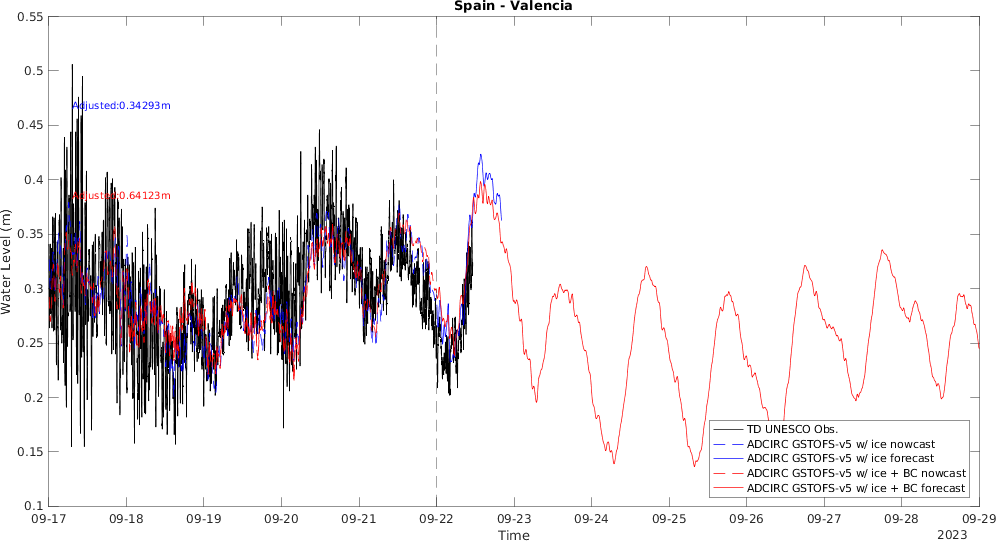 Spain - Valencia
0.55
0.5
0.45
0.4
0.35
0.3
0.25
0.2
0.15
0.1
Water Level (m)
Adjusted:0.34293m
Adjusted:0.64123m
TD UNESCO Obs.
ADCIRC GSTOFS-v5 w/ ice nowcast
ADCIRC GSTOFS-v5 w/ ice forecast
ADCIRC GSTOFS-v5 w/ ice + BC nowcast
ADCIRC GSTOFS-v5 w/ ice + BC forecast
09-17 09-18 09-19 09-20 09-21 09-22 09-23 09-24 09-25 09-26 09-27 09-28 09-29
Time
2023